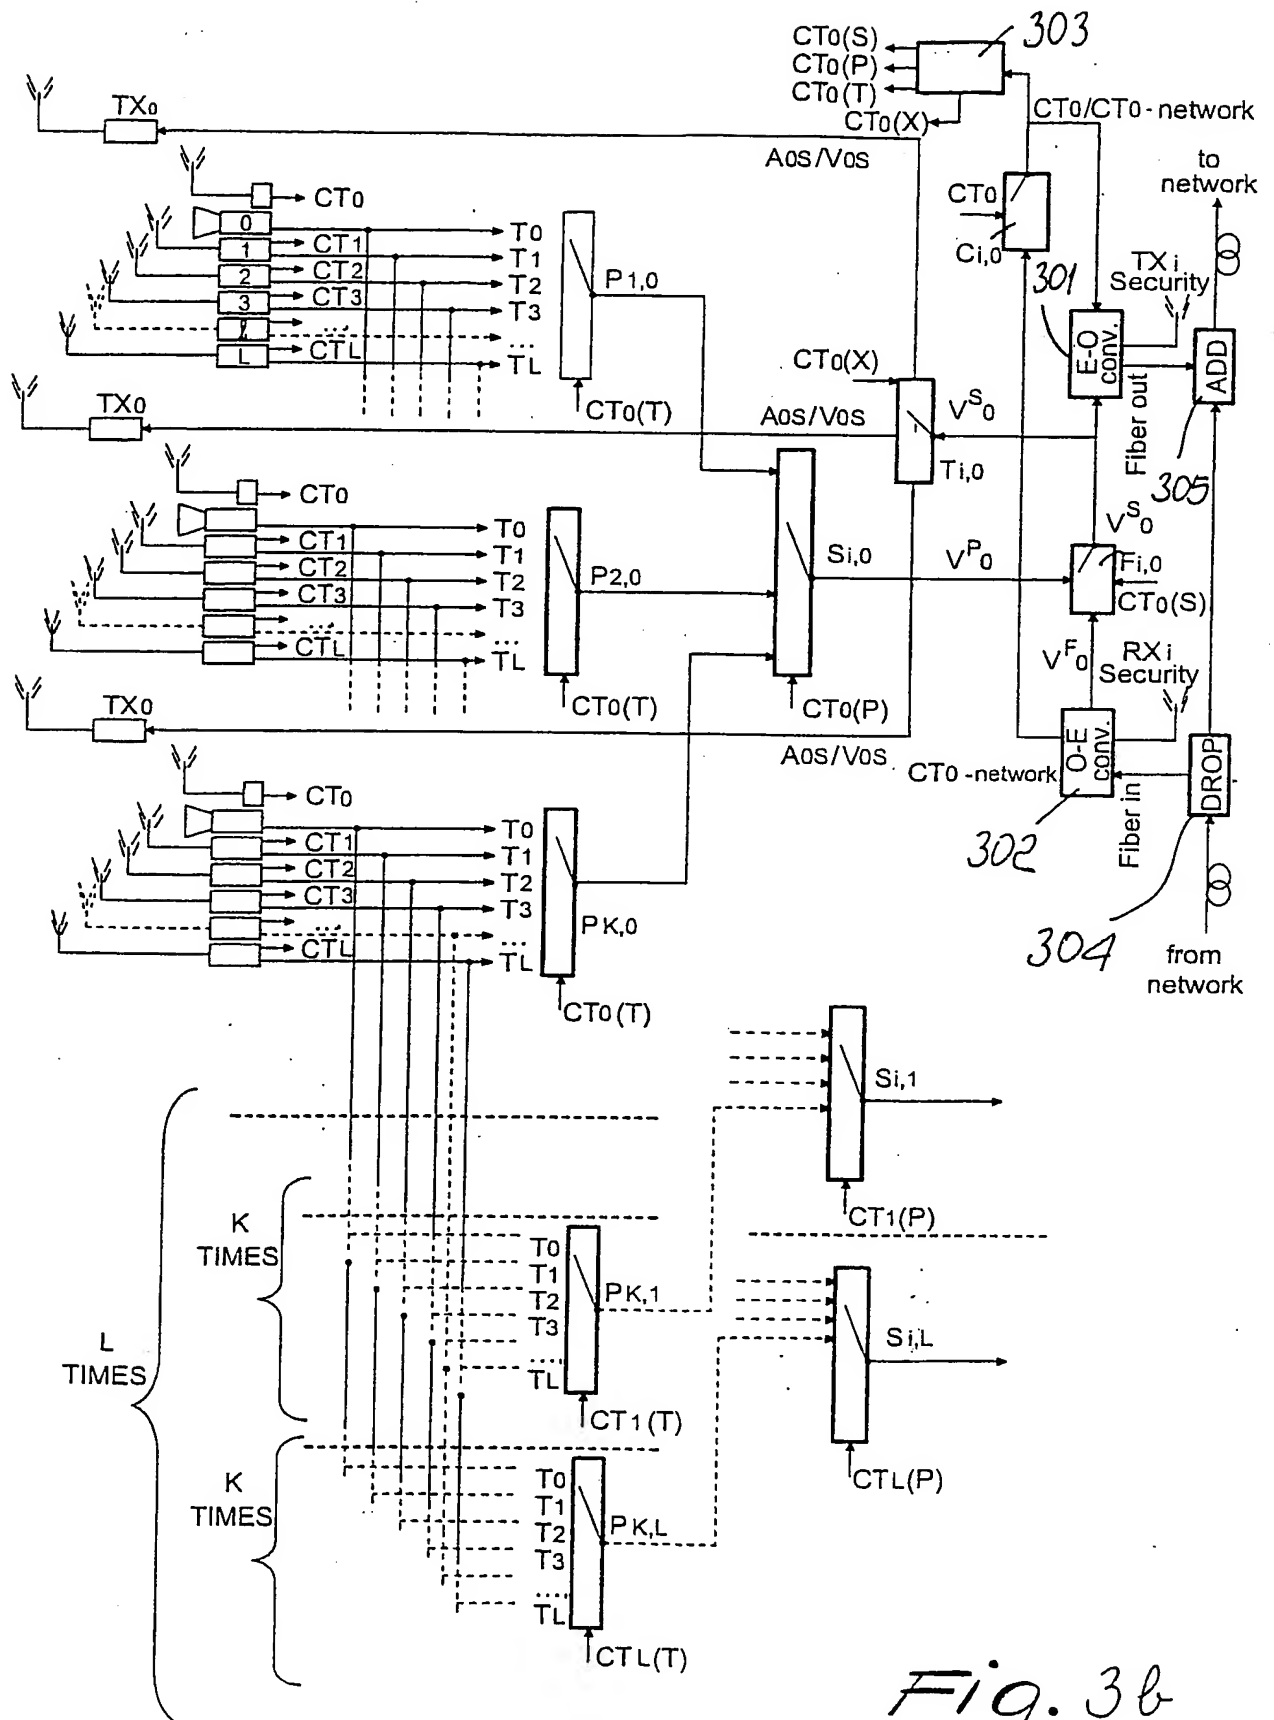 CT0(S)
CT0(P)
CT0(T)
CT0(X)
303
CT0/CT0-network
TX0
A0S/V0S
CT0
0
1
2
3
l
L
CT1
CT2
CT3
...
CTL
T0
T1
T2
T3
...
TL
P1,0
CT0(T)
CT0
Ci,0
to
network
301
TXi
Security
E-O
conv.
Fiber out
ADD
305
CT0(X)
TX0
A0S/V0S
VS0
Ti,0
CT0
CT1
CT2
CT3
...
CTL
T0
T1
T2
T3
...
TL
P2,0
CT0(T)
Si,0
CT0(P)
VP0
VS0
Fi,0
CT0(S)
VF0
RXi
Security
TX0
A0S/V0S
CT0-network
O-E
conv.
302
Fiber in
DROP
304
from
network
CT0
CT1
CT2
CT3
...
CTL
T0
T1
T2
T3
...
TL
PK,0
CT0(T)
Si,1
CT1(P)
L
TIMES
K
TIMES
T0
T1
T2
T3
....
TL
PK,1
CT1(T)
Si,L
CTL(P)
K
TIMES
T0
T1
T2
T3
....
TL
PK,L
CTL(T)
Fig. 3b